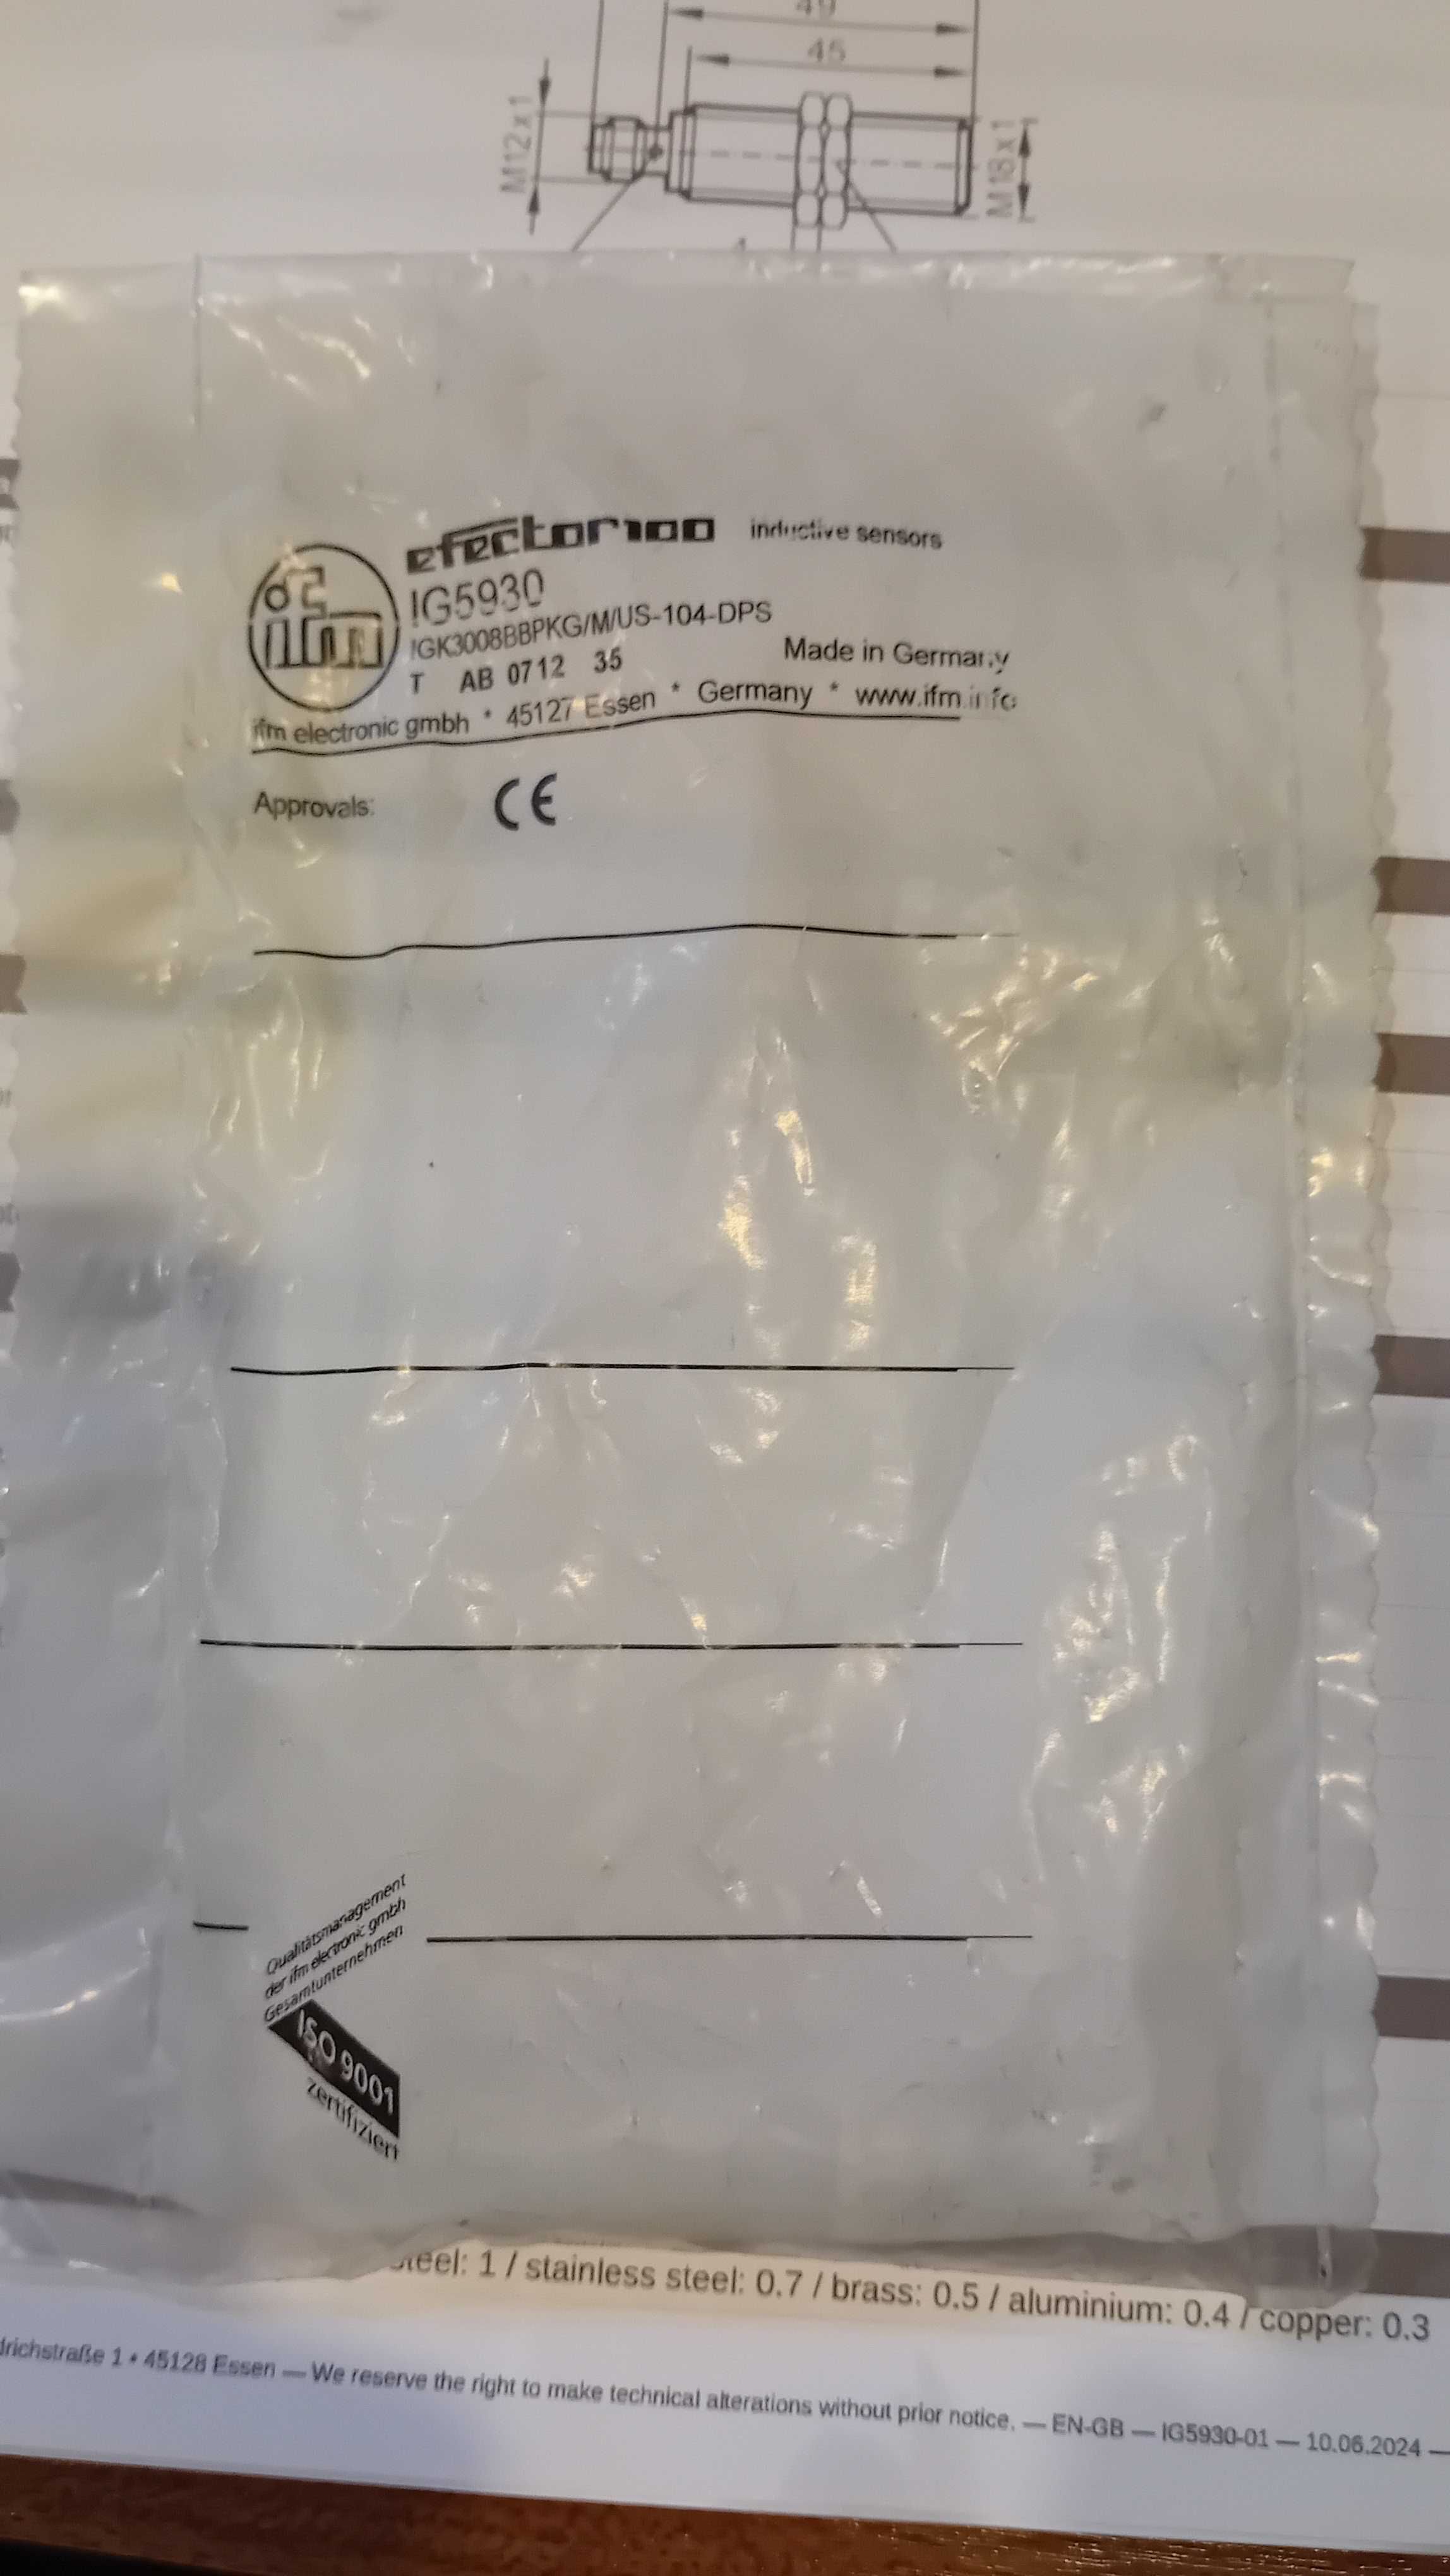 49
45
M12x1
M18x1
1
efector100 inductive sensors
ifm
IG5930
IGK3008BBPKG/M/US-104-DPS
T AB 0712 35 Made in Germany
ifm electronic gmbh * 45127 Essen * Germany * www.ifm.info
Approvals: CE
Qualitätsmanagement
der ifm electronic gmbh
Gesamtunternehmen
ISO 9001
zertifiziert
steel: 1 / stainless steel: 0.7 / brass: 0.5 / aluminium: 0.4 / copper: 0.3
drichstraße 1 • 45128 Essen — We reserve the right to make technical alterations without prior notice. — EN-GB — IG5930-01 — 10.06.2024 —